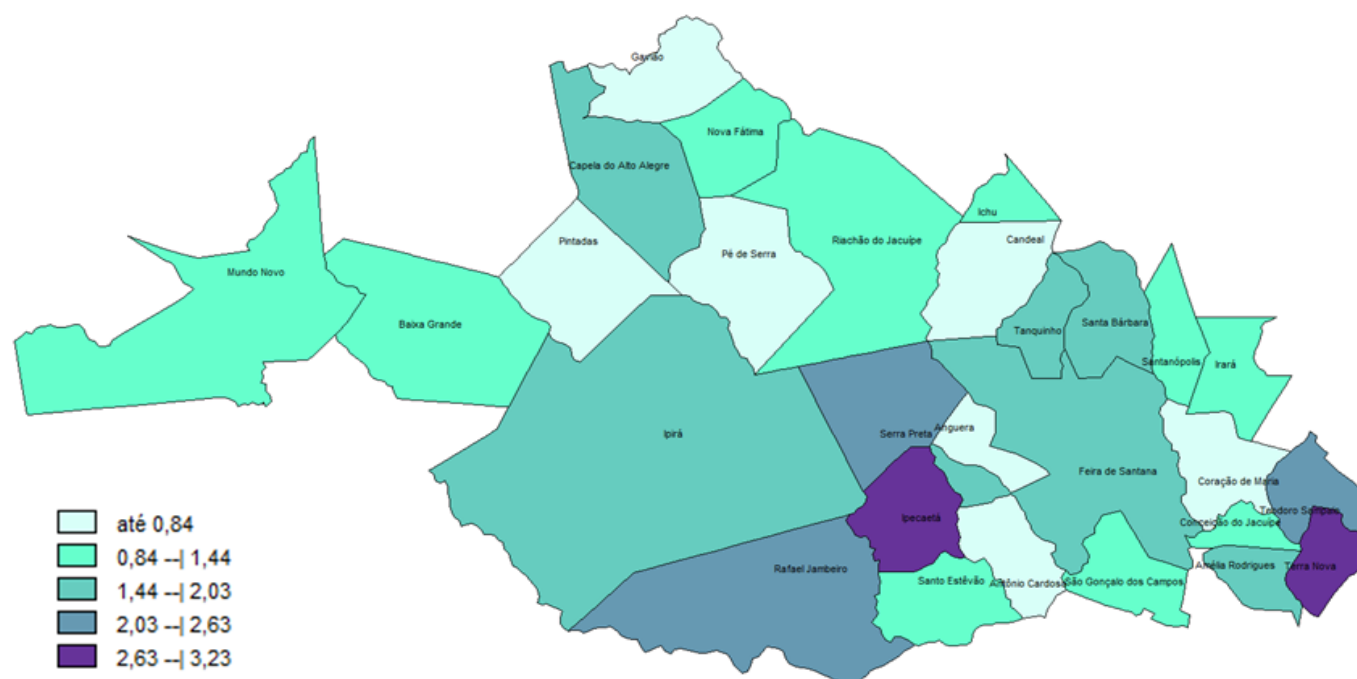 Gavião
Nova Fátima
Capela do Alto Alegre
Ichu
Pintadas
Pé de Serra
Riachão do Jacuípe
Candeal
Mundo Novo
Baixa Grande
Tanquinho
Santa Bárbara
Santanópolis
Irará
Ipirá
Serra Preta
Anguera
Feira de Santana
Coração de Maria
Teodoro Sampaio
Ipecaetá
Conceição do Jacuípe
Rafael Jambeiro
Santo Estêvão
Antônio Cardoso
São Gonçalo dos Campos
Amélia Rodrigues
Terra Nova
até 0,84
0,84 --| 1,44
1,44 --| 2,03
2,03 --| 2,63
2,63 --| 3,23